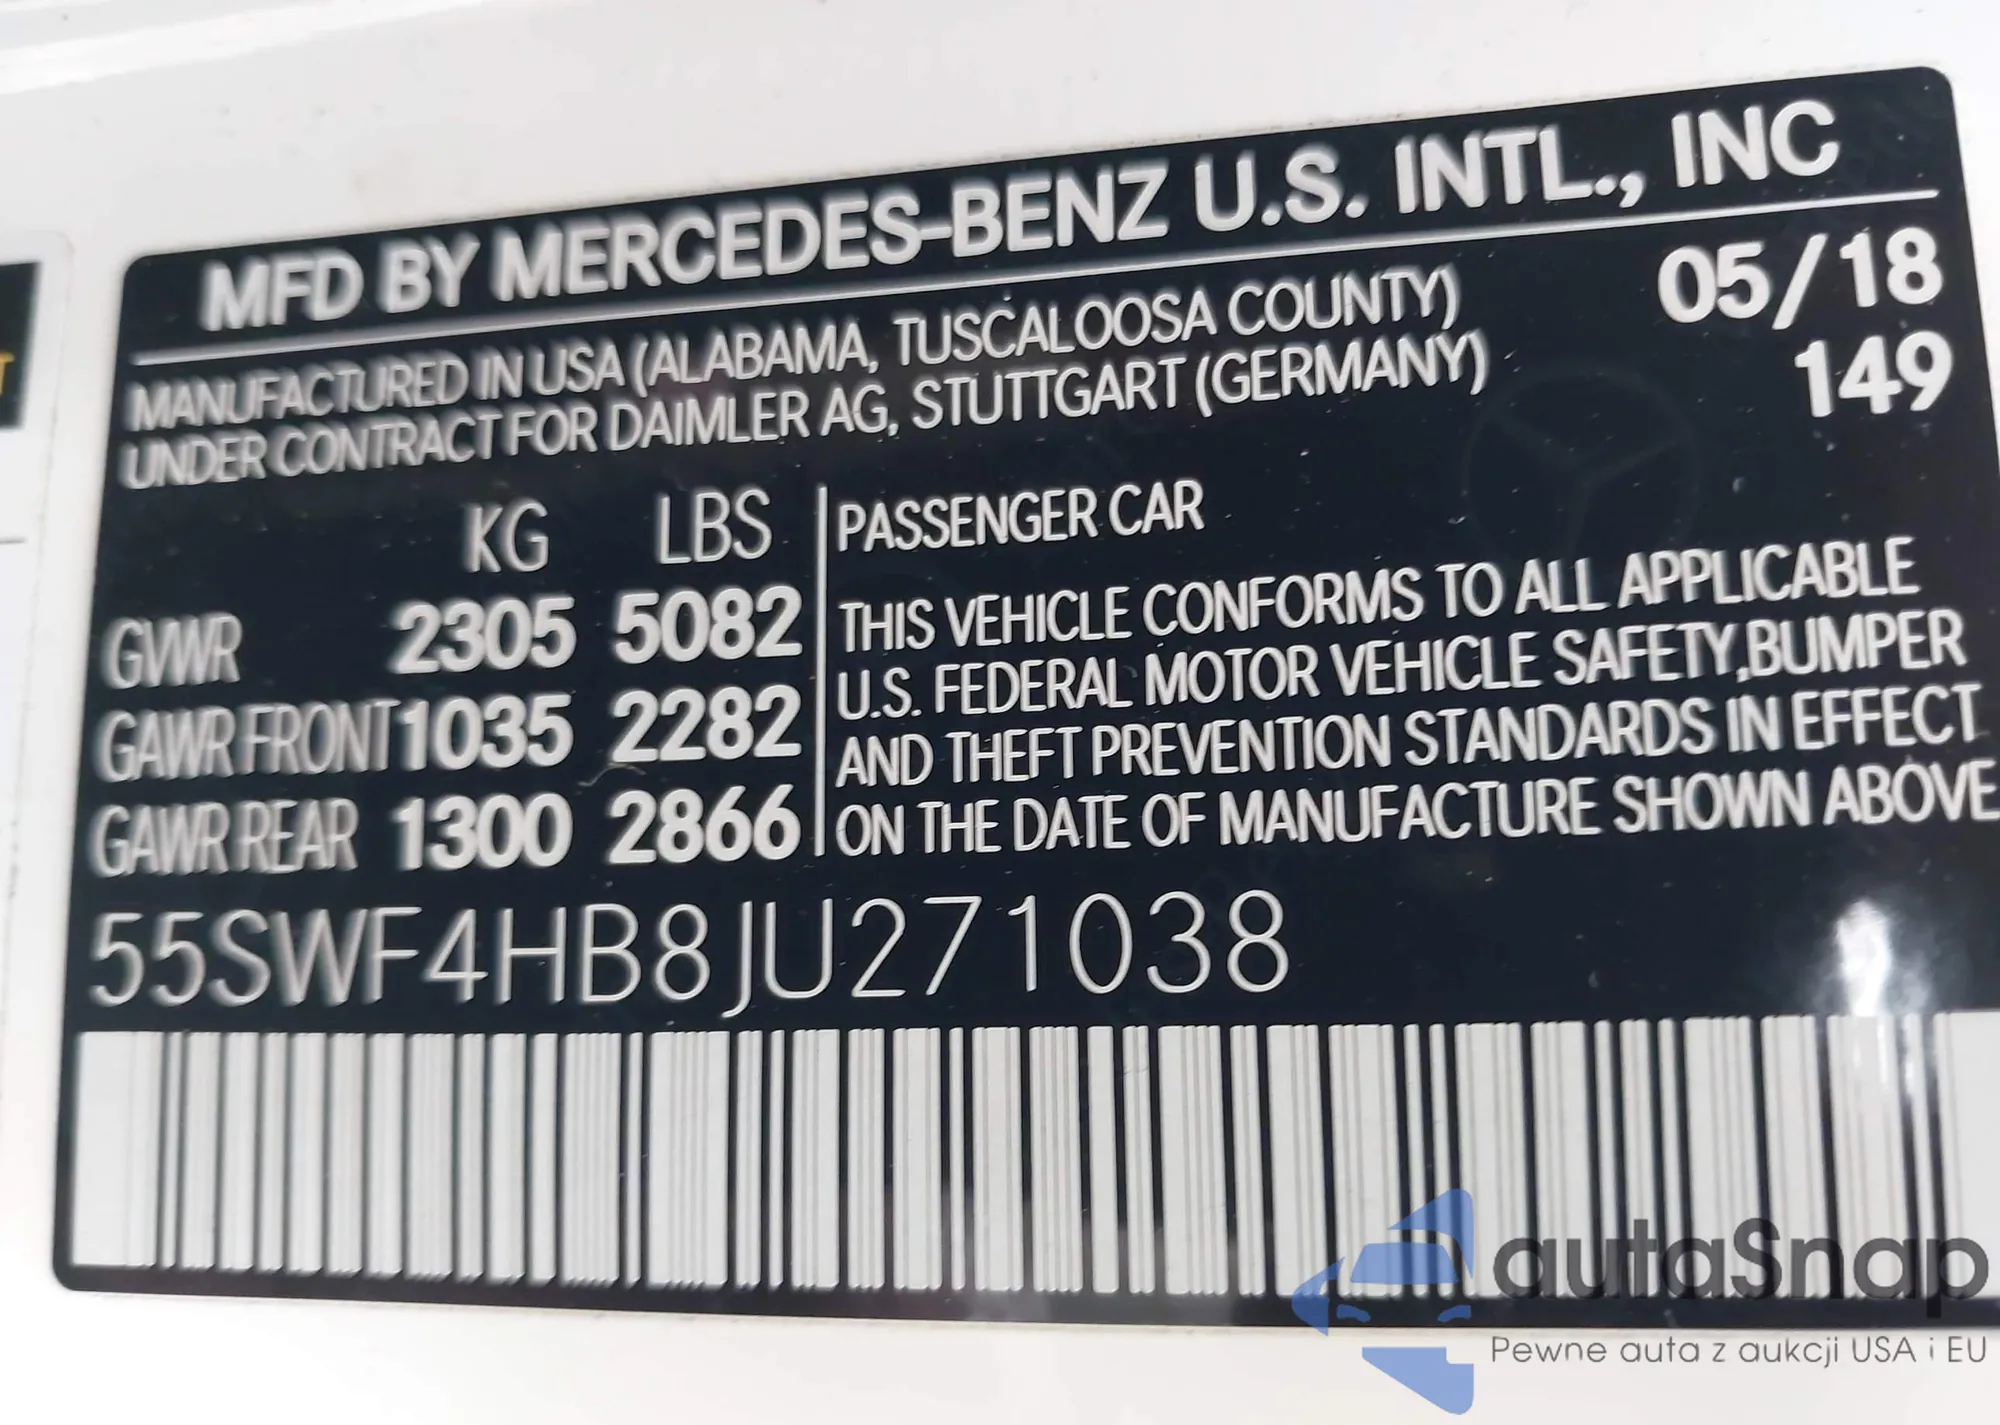 MFD BY MERCEDES-BENZ U.S. INTL., INC
MANUFACTURED IN USA (ALABAMA, TUSCALOOSA COUNTY) 05/18
UNDER CONTRACT FOR DAIMLER AG, STUTTGART (GERMANY) 149
KG LBS
GVWR 2305 5082
GAWR FRONT 1035 2282
GAWR REAR 1300 2866
PASSENGER CAR
THIS VEHICLE CONFORMS TO ALL APPLICABLE
U.S. FEDERAL MOTOR VEHICLE SAFETY,BUMPER
AND THEFT PREVENTION STANDARDS IN EFFECT
ON THE DATE OF MANUFACTURE SHOWN ABOVE
55SWF4HB8JU271038
autaSnap
Pewne auta z aukcji USA i EU